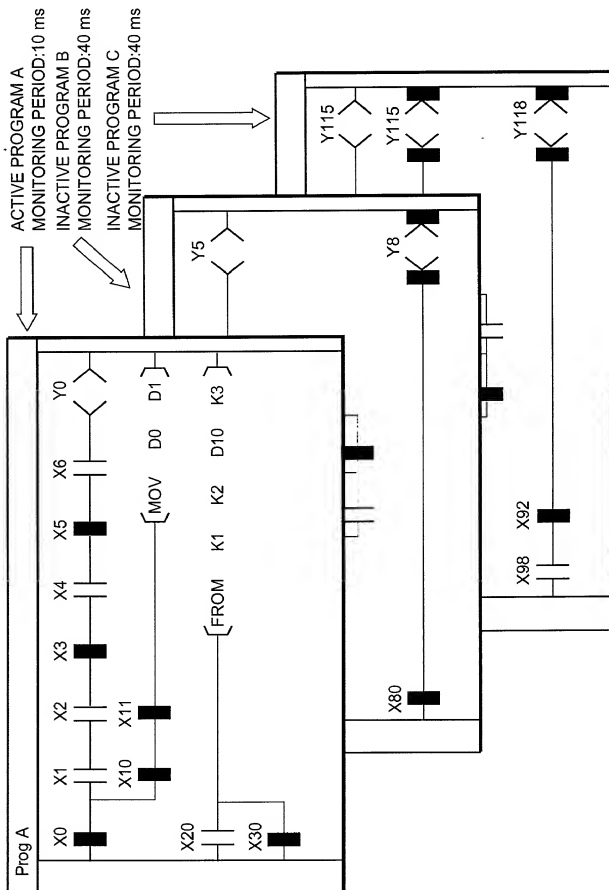 ACTIVE PROGRAM A
MONITORING PERIOD:10 ms
INACTIVE PROGRAM B
MONITORING PERIOD:40 ms
INACTIVE PROGRAM C
MONITORING PERIOD:40 ms
Prog A
X0 X1 X2 X3 X4 X5 X6 Y0
X10 X11 MOV D0 D1
X20 FROM K1 K2 D10 K3
X30
Y5
X80 Y8
Y115
Y115
X98 X92 Y118